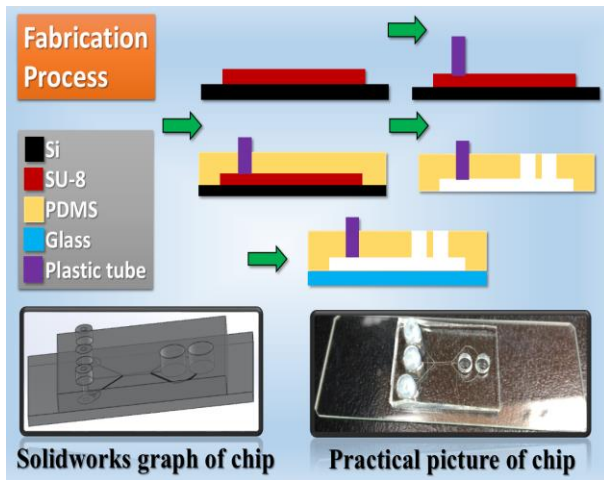 Fabrication
Process
Si
SU-8
PDMS
Glass
Plastic tube
Solidworks graph of chip
Practical picture of chip